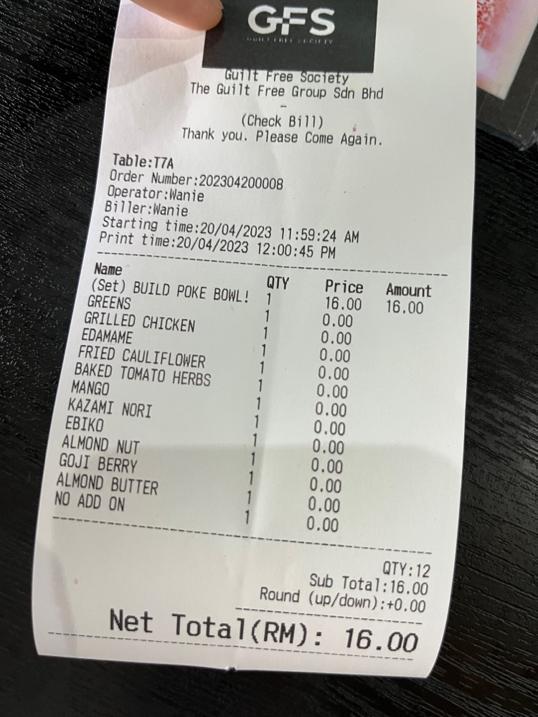 GFS
GUILT FREE SOCIETY
Guilt Free Society
The Guilt Free Group Sdn Bhd
-
(Check Bill)
Thank you. Please Come Again.
Table:T7A
Order Number:202304200008
Operator:Wanie
Biller:Wanie
Starting time:20/04/2023 11:59:24 AM
Print time:20/04/2023 12:00:45 PM
Name QTY Price Amount
(Set) BUILD POKE BOWL! 1 16.00 16.00
GREENS 1 0.00
GRILLED CHICKEN 1 0.00
EDAMAME 1 0.00
FRIED CAULIFLOWER 1 0.00
BAKED TOMATO HERBS 1 0.00
MANGO 1 0.00
KAZAMI NORI 1 0.00
EBIKO 1 0.00
ALMOND NUT 1 0.00
GOJI BERRY 1 0.00
ALMOND BUTTER 1 0.00
NO ADD ON 1 0.00
QTY:12
Sub Total:16.00
Round (up/down):+0.00
Net Total(RM): 16.00